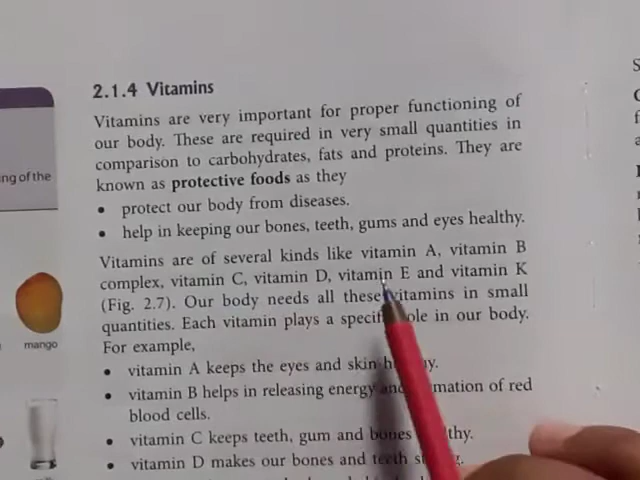 2.1.4 Vitamins
Vitamins are very important for proper functioning of
our body. These are required in very small quantities in
comparison to carbohydrates, fats and proteins. They are
known as protective foods as they
• protect our body from diseases.
• help in keeping our bones, teeth, gums and eyes healthy.
Vitamins are of several kinds like vitamin A, vitamin B
complex, vitamin C, vitamin D, vitamin E and vitamin K
(Fig. 2.7). Our body needs all these vitamins in small
quantities. Each vitamin plays a specific role in our body.
For example,
• vitamin A keeps the eyes and skin healthy.
• vitamin B helps in releasing energy and formation of red
blood cells.
• vitamin C keeps teeth, gum and bones healthy.
• vitamin D makes our bones and teeth strong.
ing of the
mango